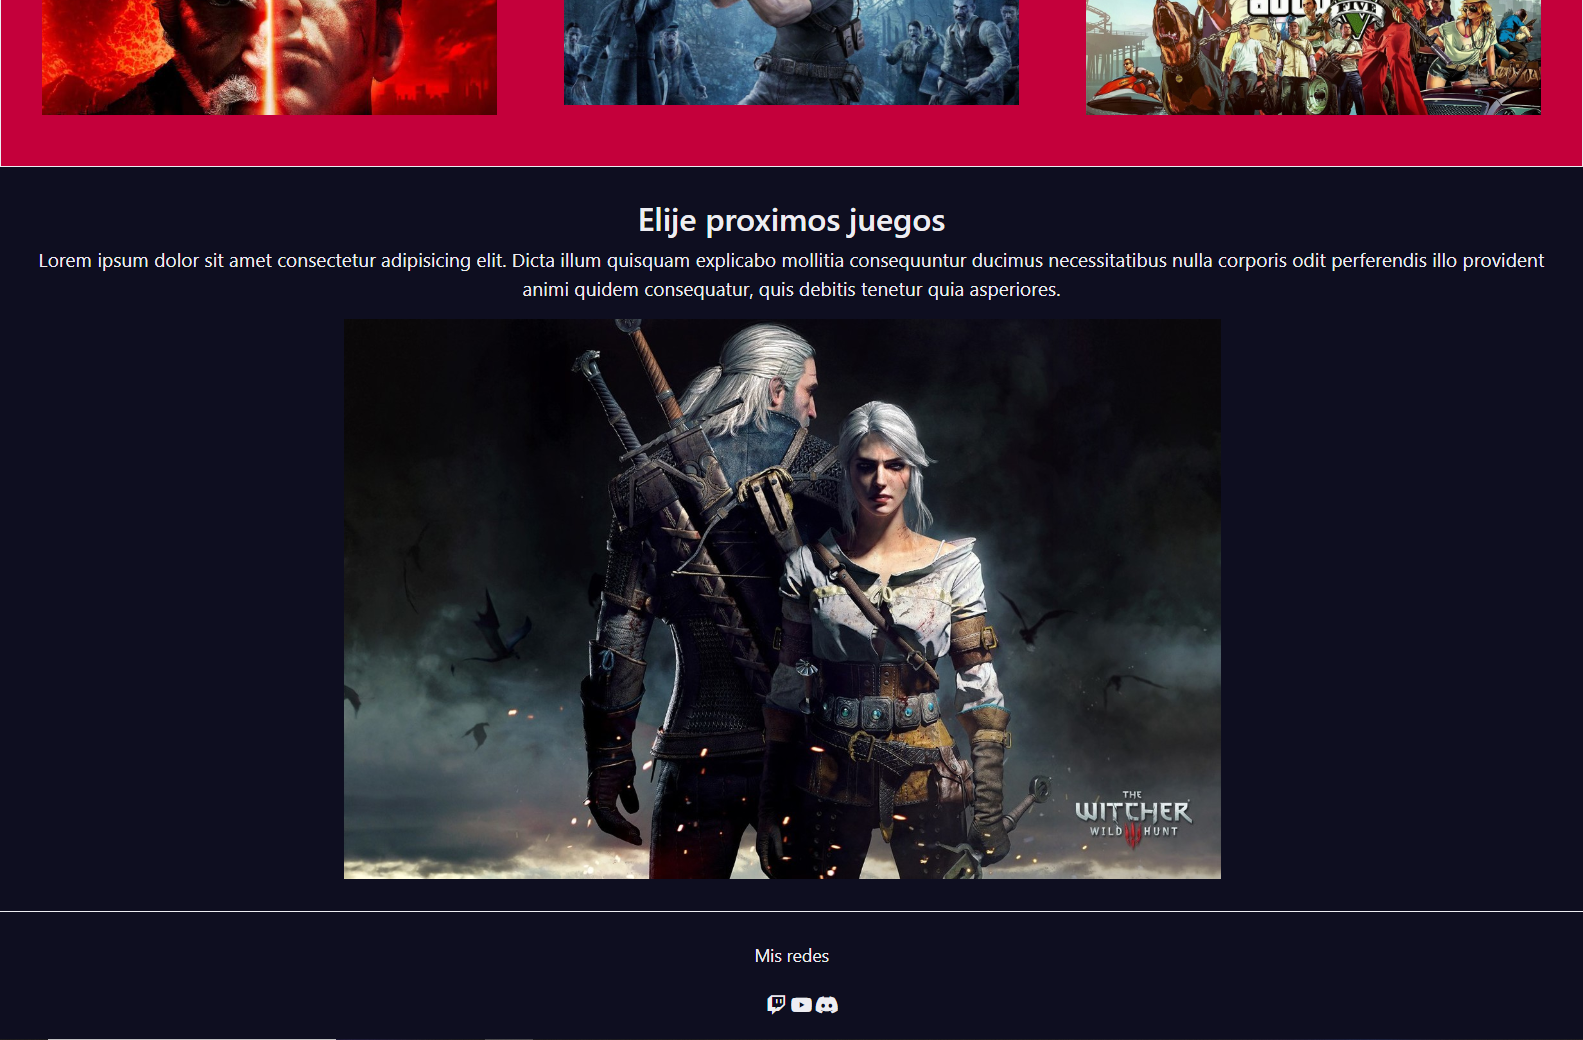 FIVE
Elije proximos juegos
Lorem ipsum dolor sit amet consectetur adipisicing elit. Dicta illum quisquam explicabo mollitia consequuntur ducimus necessitatibus nulla corporis odit perferendis illo provident
animi quidem consequatur, quis debitis tenetur quia asperiores.
THE
WITCHER
WILD HUNT
Mis redes